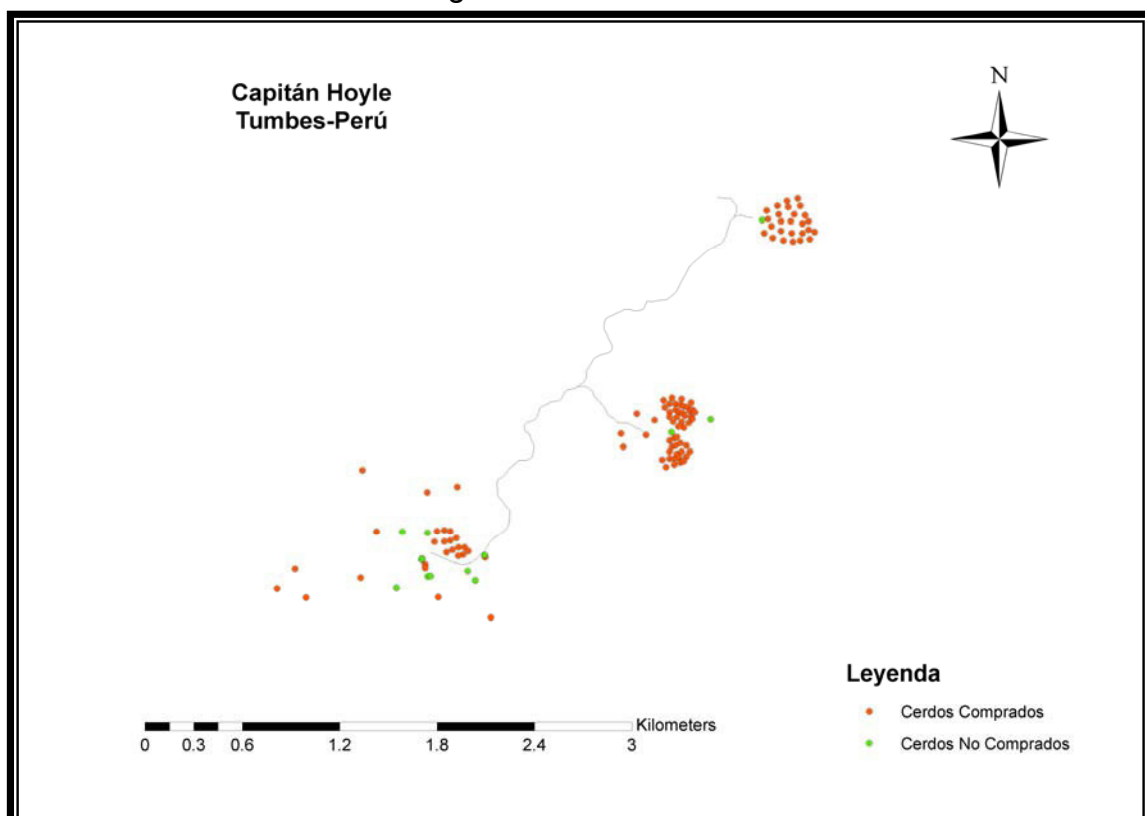 Capitán Hoyle
Tumbes-Perú
N
Leyenda
Cerdos Comprados
Cerdos No Comprados
Kilometers
0 0.3 0.6 1.2 1.8 2.4 3